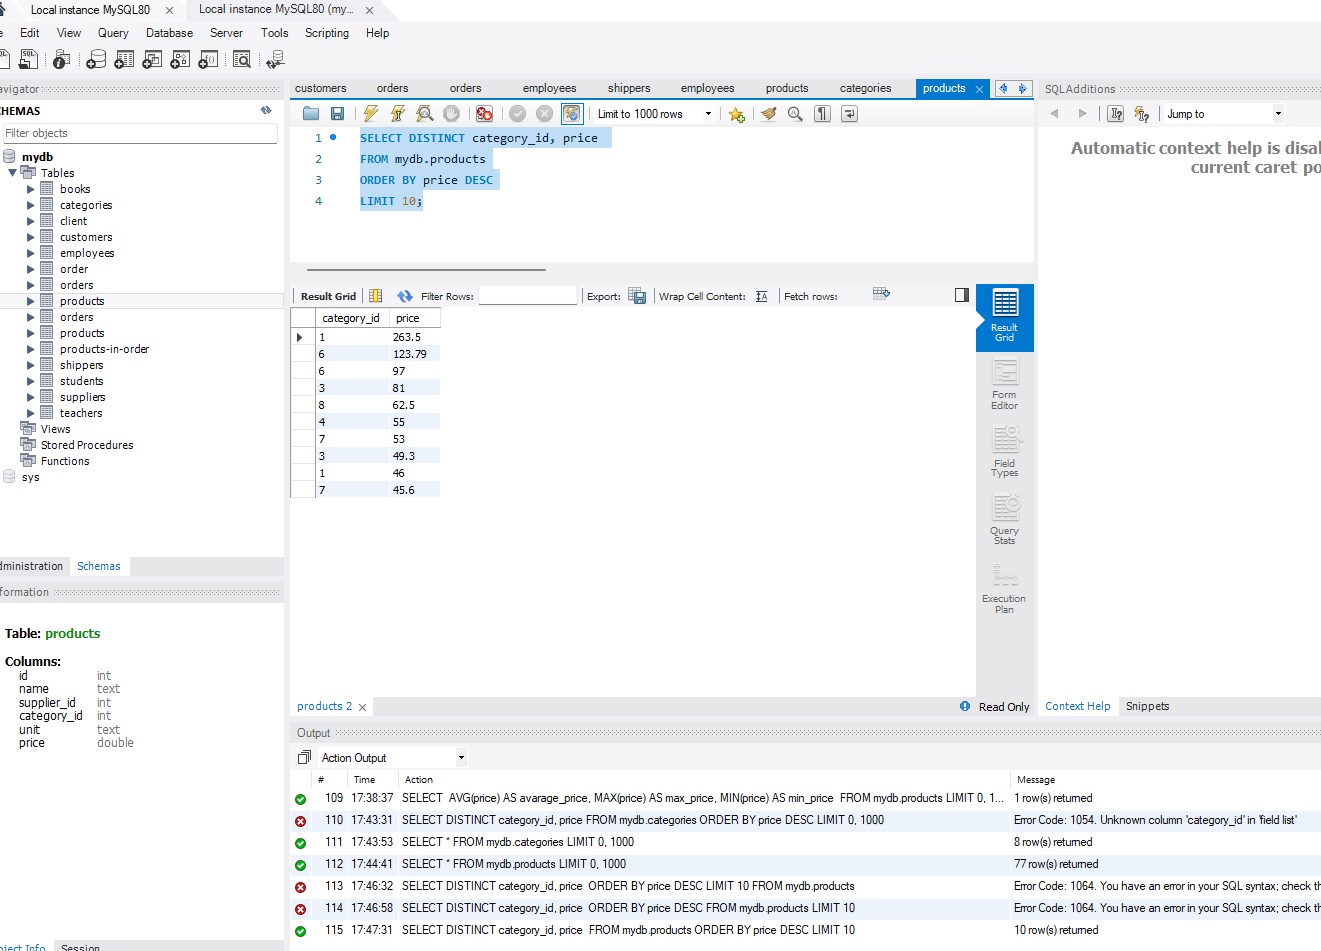 Local instance MySQL80
Local instance MySQL80 (my...
Edit View Query Database Server Tools Scripting Help
avigator
HEMAS
Filter objects
mydb
Tables
books
categories
client
customers
employees
order
orders
products
orders
products
products-in-order
shippers
students
suppliers
teachers
Views
Stored Procedures
Functions
sys
dministration Schemas
formation
Table: products
Columns:
id int
name text
supplier_id int
category_id int
unit text
price double
ject Info Session
customers orders orders employees shippers employees products categories products
Limit to 1000 rows
1 SELECT DISTINCT category_id, price
2 FROM mydb.products
3 ORDER BY price DESC
4 LIMIT 10;
Result Grid Filter Rows: Export: Wrap Cell Content: Fetch rows:
category_id price
1 263.5
6 123.79
6 97
3 81
8 62.5
4 55
7 53
3 49.3
1 46
7 45.6
Result
Grid
Form
Editor
Field
Types
Query
Stats
Execution
Plan
products 2
Read Only
SQLAdditions
Jump to
Automatic context help is disal
current caret po
Context Help Snippets
Output
Action Output
# Time Action Message
109 17:38:37 SELECT AVG(price) AS avarage_price, MAX(price) AS max_price, MIN(price) AS min_price FROM mydb.products LIMIT 0, 1... 1 row(s) returned
110 17:43:31 SELECT DISTINCT category_id, price FROM mydb.categories ORDER BY price DESC LIMIT 0, 1000 Error Code: 1054. Unknown column 'category_id' in 'field list'
111 17:43:53 SELECT * FROM mydb.categories LIMIT 0, 1000 8 row(s) returned
112 17:44:41 SELECT * FROM mydb.products LIMIT 0, 1000 77 row(s) returned
113 17:46:32 SELECT DISTINCT category_id, price ORDER BY price DESC LIMIT 10 FROM mydb.products Error Code: 1064. You have an error in your SQL syntax; check th
114 17:46:58 SELECT DISTINCT category_id, price ORDER BY price DESC FROM mydb.products LIMIT 10 Error Code: 1064. You have an error in your SQL syntax; check th
115 17:47:31 SELECT DISTINCT category_id, price FROM mydb.products ORDER BY price DESC LIMIT 10 10 row(s) returned